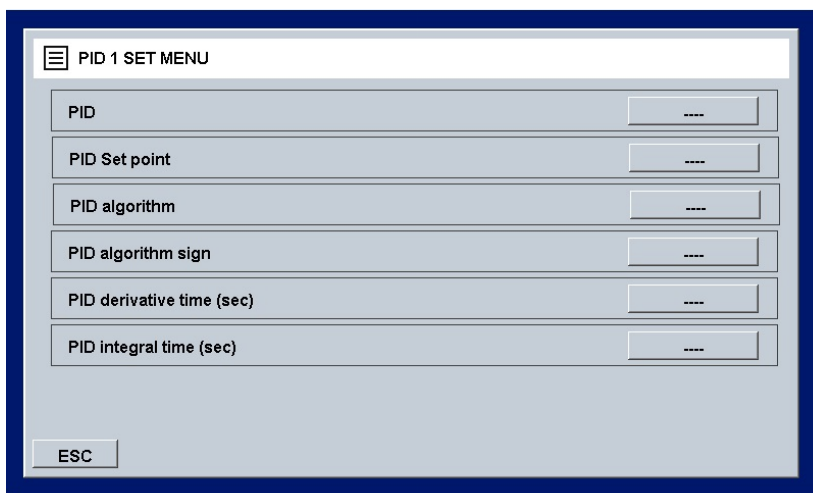 PID 1 SET MENU
PID ----
PID Set point ----
PID algorithm ----
PID algorithm sign ----
PID derivative time (sec) ----
PID integral time (sec) ----
ESC